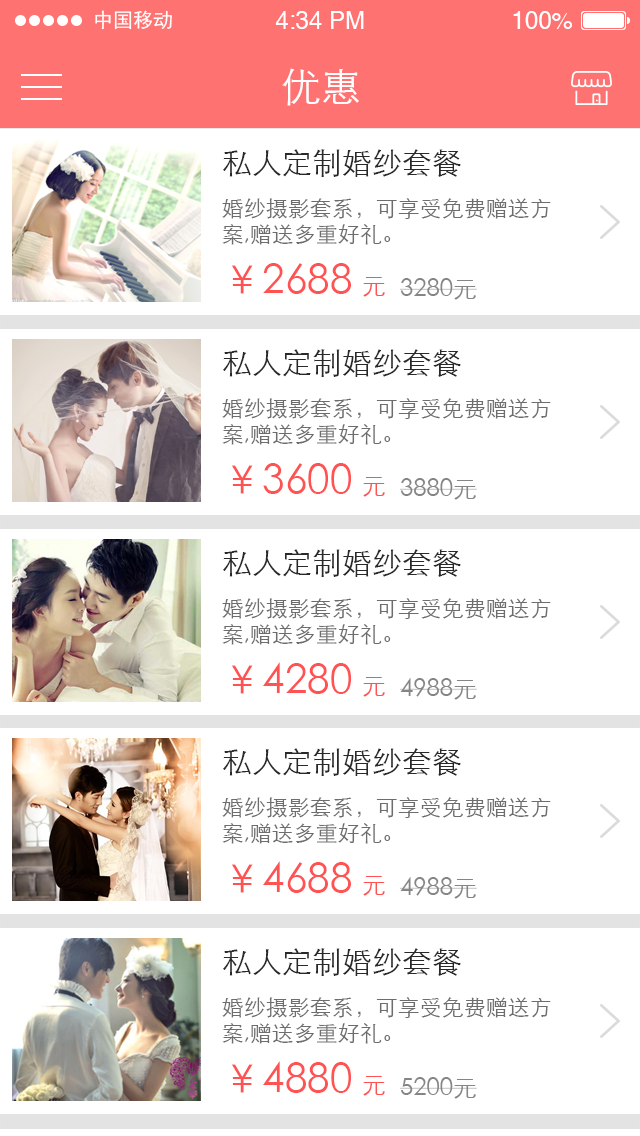 中国移动 4:34 PM 100%
优惠
私人定制婚纱套餐
婚纱摄影套系，可享受免费赠送方
案,赠送多重好礼。
￥2688 元 3280元
私人定制婚纱套餐
婚纱摄影套系，可享受免费赠送方
案,赠送多重好礼。
￥3600 元 3880元
私人定制婚纱套餐
婚纱摄影套系，可享受免费赠送方
案,赠送多重好礼。
￥4280 元 4988元
私人定制婚纱套餐
婚纱摄影套系，可享受免费赠送方
案,赠送多重好礼。
￥4688 元 4988元
私人定制婚纱套餐
婚纱摄影套系，可享受免费赠送方
案,赠送多重好礼。
￥4880 元 5200元